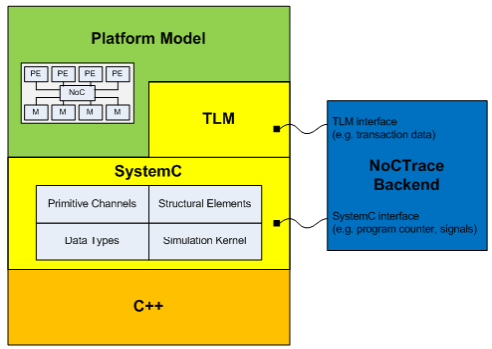 Platform Model
PE PE PE PE
NoC
M M M M
TLM
TLM interface
(e.g. transaction data)
NoCTrace
Backend
SystemC
Primitive Channels Structural Elements
Data Types Simulation Kernel
SystemC interface
(e.g. program counter, signals)
C++